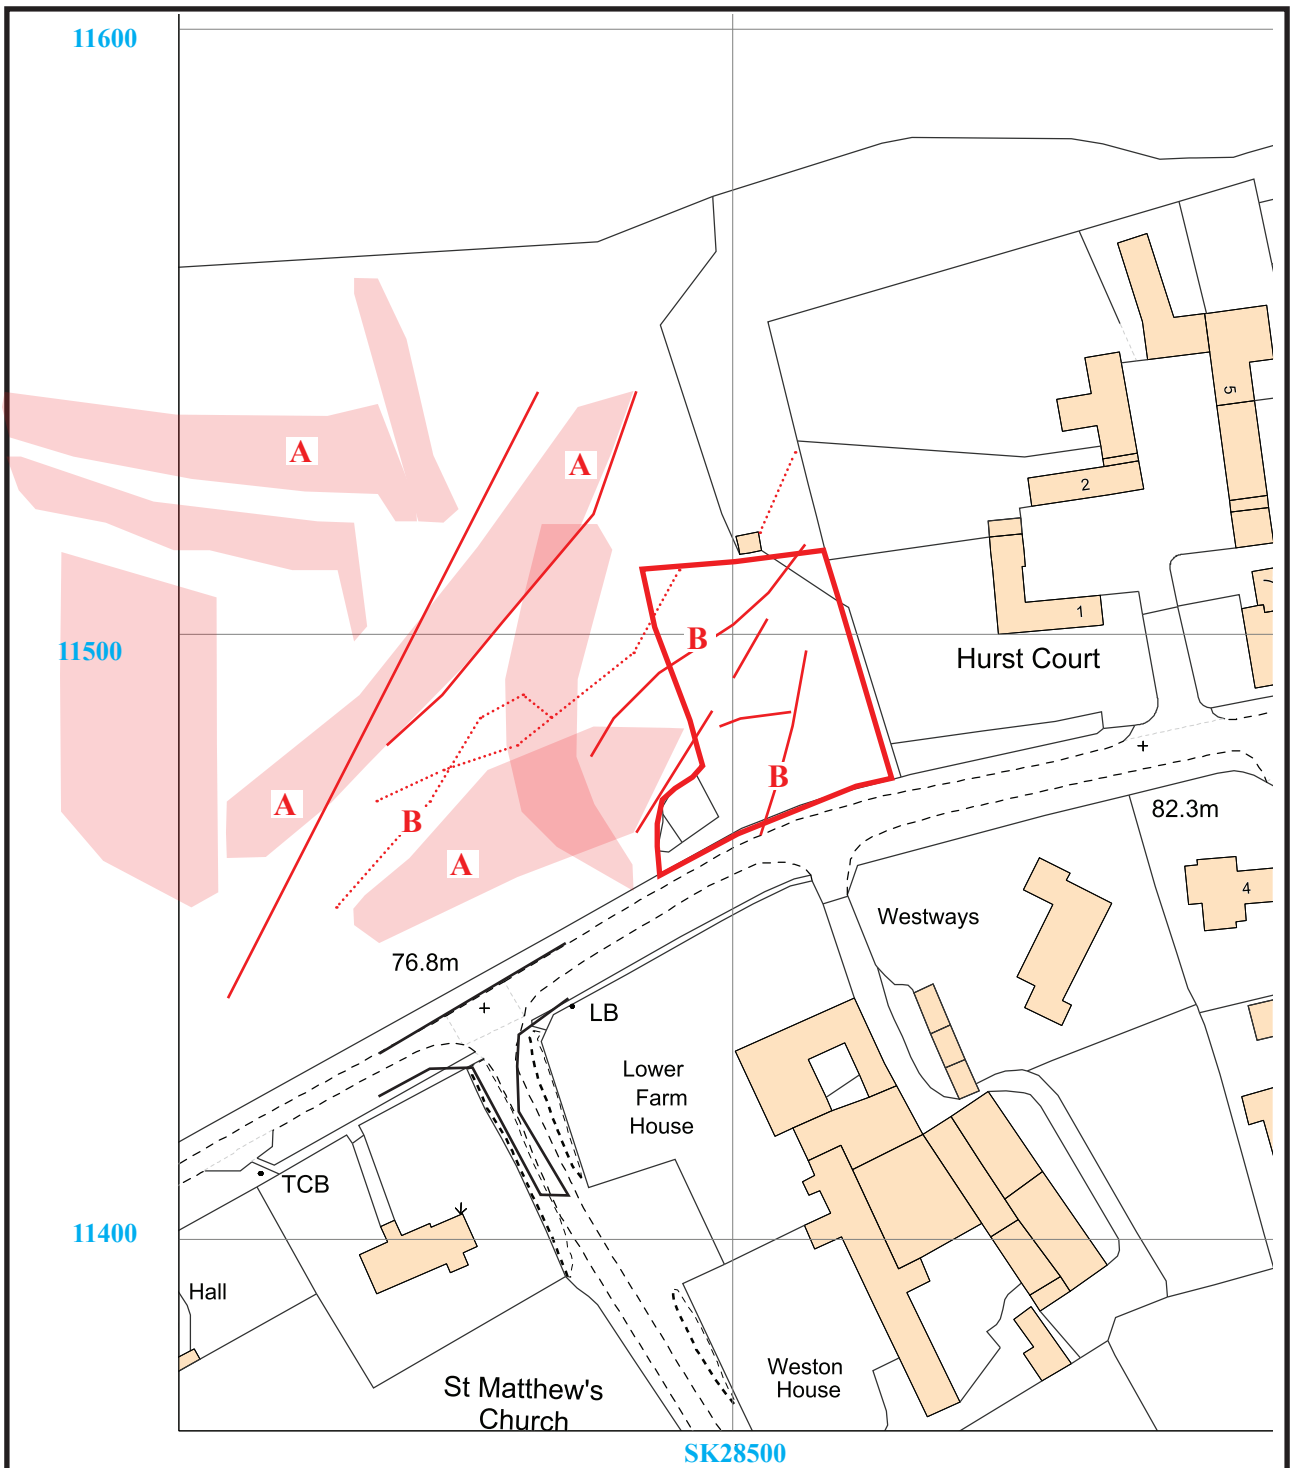 11600
5
A
A
2
1
11500
B
Hurst Court
B
82.3m
A
B
A
4
Westways
76.8m
LB
Lower
Farm
House
TCB
11400
Hall
St Matthew's
Church
Weston
House
SK28500